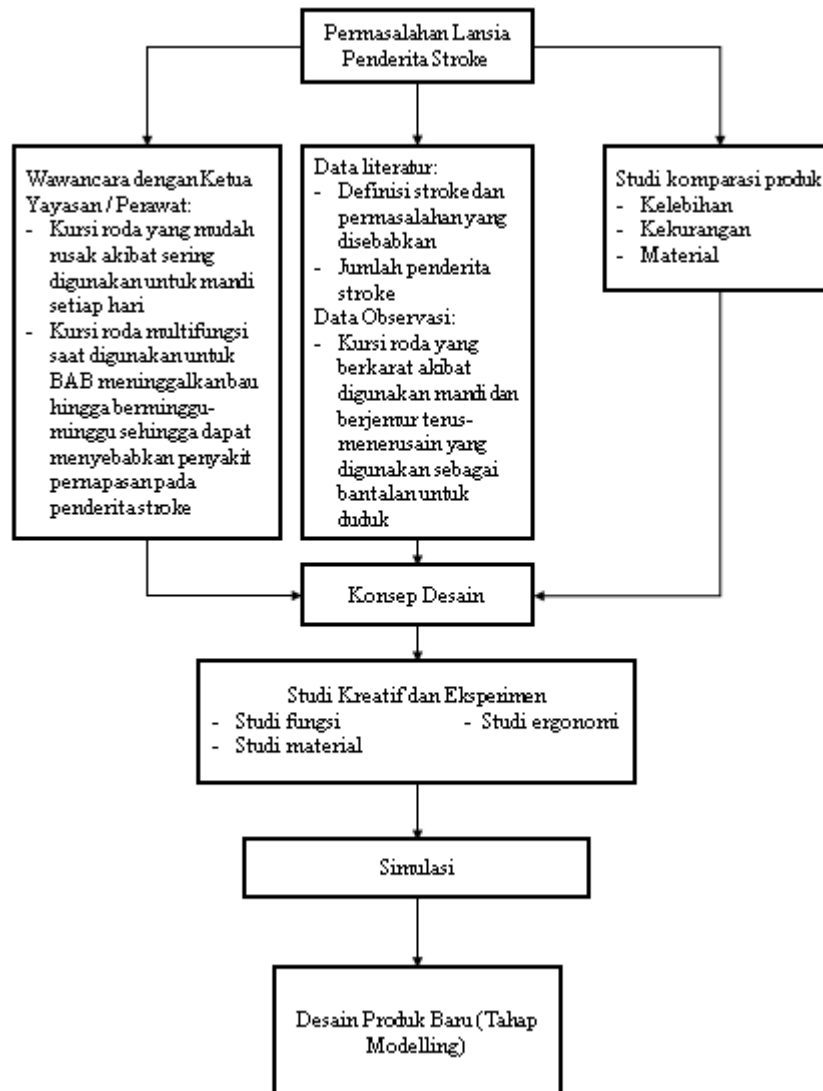 Permasalahan Lansia
Penderita Stroke
Wawancara dengan Ketua
Yayasan / Perawat:
- Kursi roda yang mudah
rusak akibat sering
digunakan untuk mandi
setiap hari
- Kursi roda multifungsi
saat digunakan untuk
BAB meninggalkan bau
hingga berminggu-
minggu sehingga dapat
menyebabkan penyakit
pernapasan pada
penderita stroke
Data literatur:
- Definisi stroke dan
permasalahan yang
disebabkan
- Jumlah penderita
stroke
Data Observasi:
- Kursi roda yang
berkarat akibat
digunakan mandi dan
berjemur terus-
menerusain yang
digunakan sebagai
bantalan untuk
duduk
Studi komparasi produk
- Kelebihan
- Kekurangan
- Material
Konsep Desain
Studi Kreatif dan Eksperimen
- Studi fungsi - Studi ergonomi
- Studi material
Simulasi
Desain Produk Baru (Tahap
Modelling)